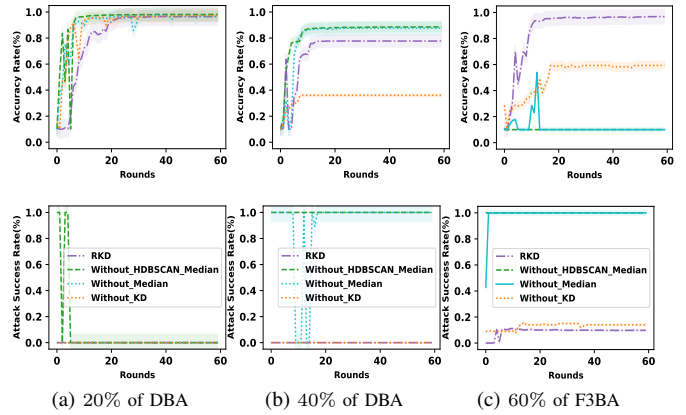 Accuracy Rate(%)
1.0
0.8
0.6
0.4
0.2
0.0
0
20
40
60
Rounds
Accuracy Rate(%)
1.0
0.8
0.6
0.4
0.2
0.0
0
20
40
60
Rounds
Accuracy Rate(%)
1.0
0.8
0.6
0.4
0.2
0.0
0
20
40
60
Rounds
Attack Success Rate(%)
1.0
0.8
0.6
0.4
0.2
0.0
RKD
Without_HDBSCAN_Median
Without_Median
Without_KD
0
20
40
60
Rounds
Attack Success Rate(%)
1.0
0.8
0.6
0.4
0.2
0.0
RKD
Without_HDBSCAN_Median
Without_Median
Without_KD
0
20
40
60
Rounds
Attack Success Rate(%)
1.0
0.8
0.6
0.4
0.2
0.0
RKD
Without_HDBSCAN_Median
Without_Median
Without_KD
0
20
40
60
Rounds
(a) 20% of DBA
(b) 40% of DBA
(c) 60% of F3BA